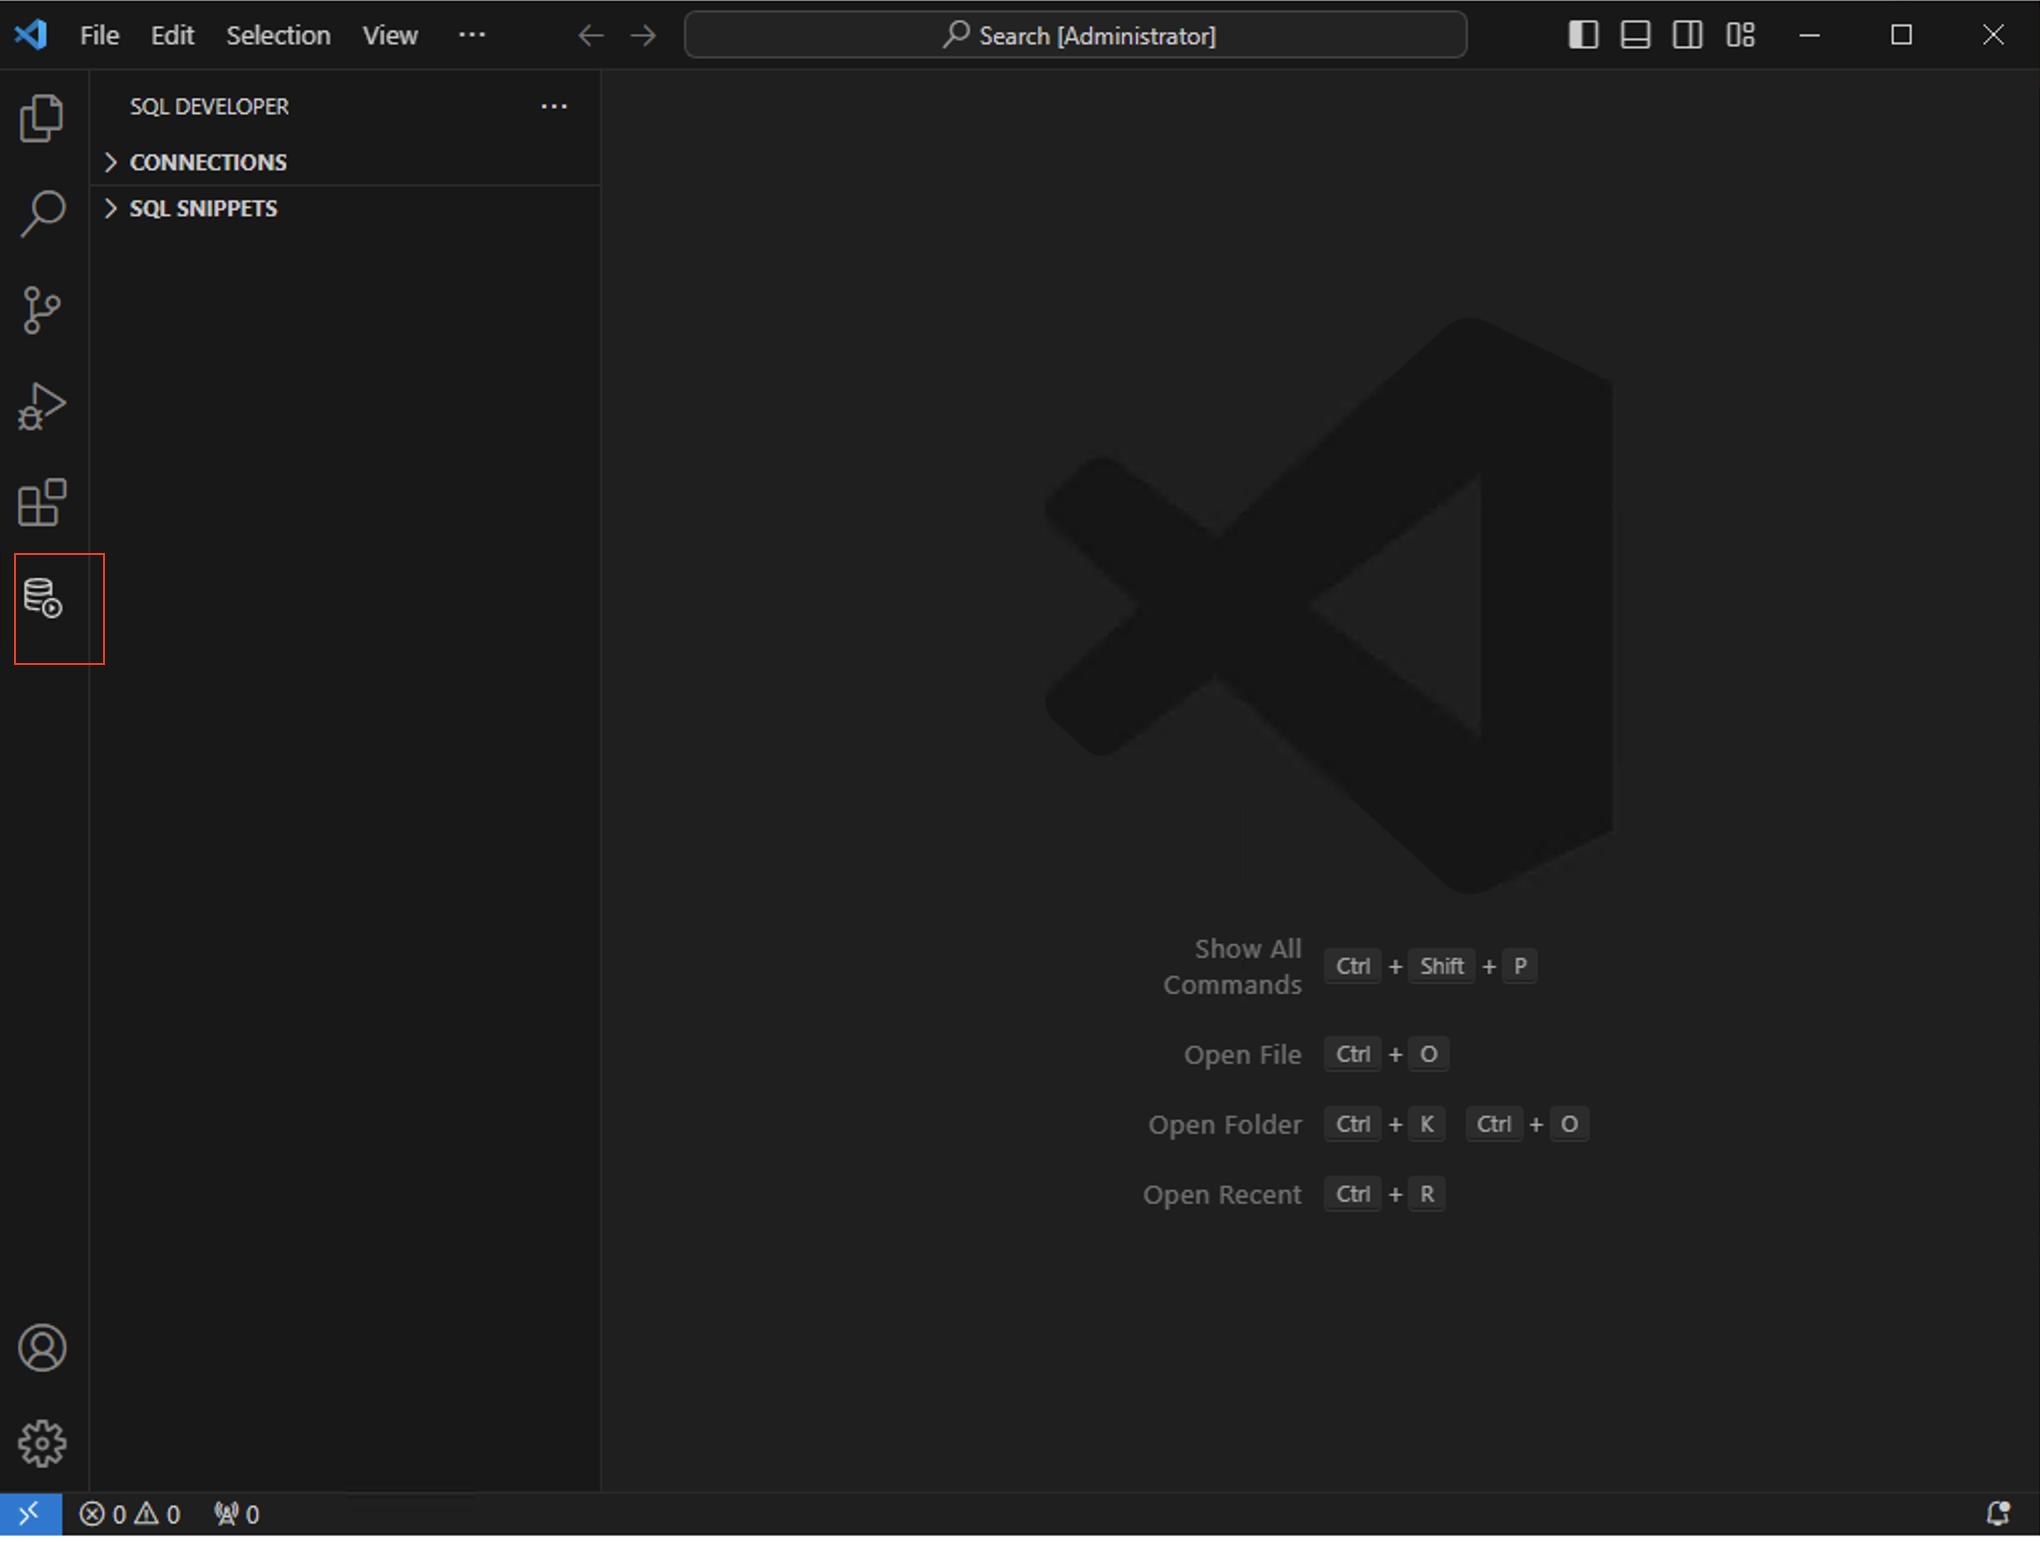 File Edit Selection View ··· Search [Administrator]
SQL DEVELOPER ···
CONNECTIONS
SQL SNIPPETS
Show All
Commands Ctrl + Shift + P
Open File Ctrl + O
Open Folder Ctrl + K Ctrl + O
Open Recent Ctrl + R
0 0 0